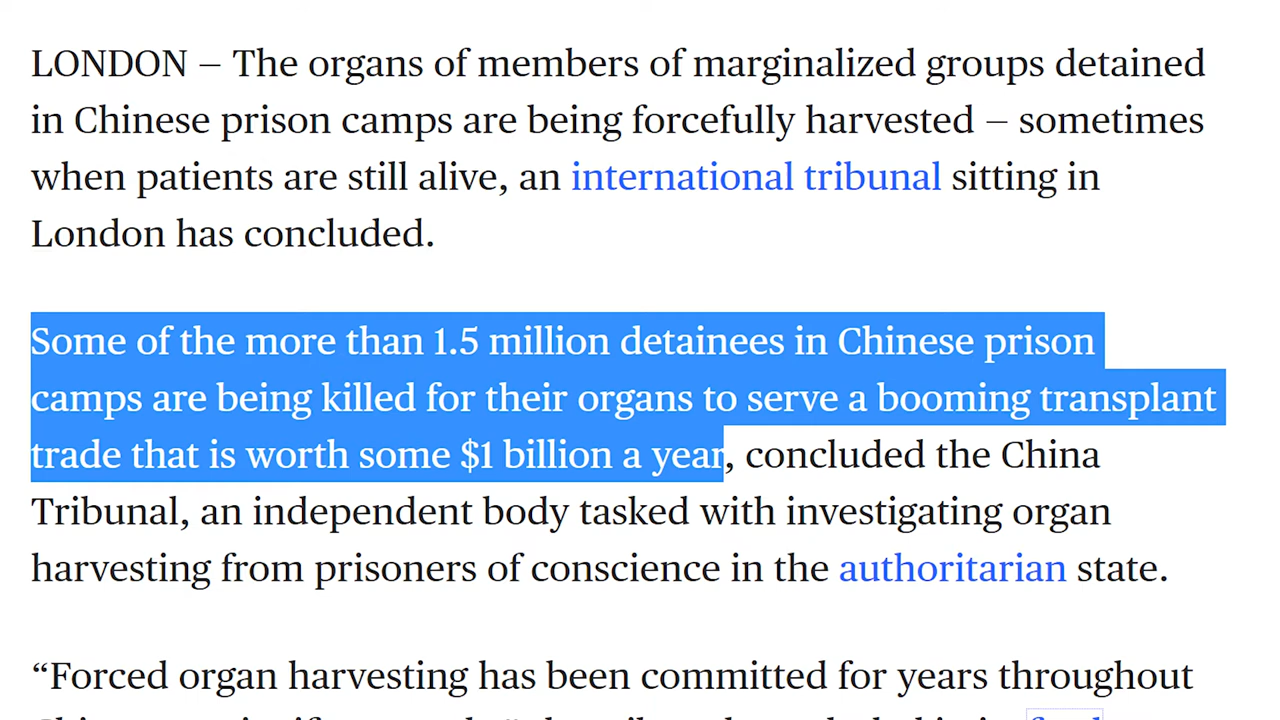 LONDON — The organs of members of marginalized groups detained
in Chinese prison camps are being forcefully harvested — sometimes
when patients are still alive, an international tribunal sitting in
London has concluded.
Some of the more than 1.5 million detainees in Chinese prison
camps are being killed for their organs to serve a booming transplant
trade that is worth some $1 billion a year, concluded the China
Tribunal, an independent body tasked with investigating organ
harvesting from prisoners of conscience in the authoritarian state.
“Forced organ harvesting has been committed for years throughout